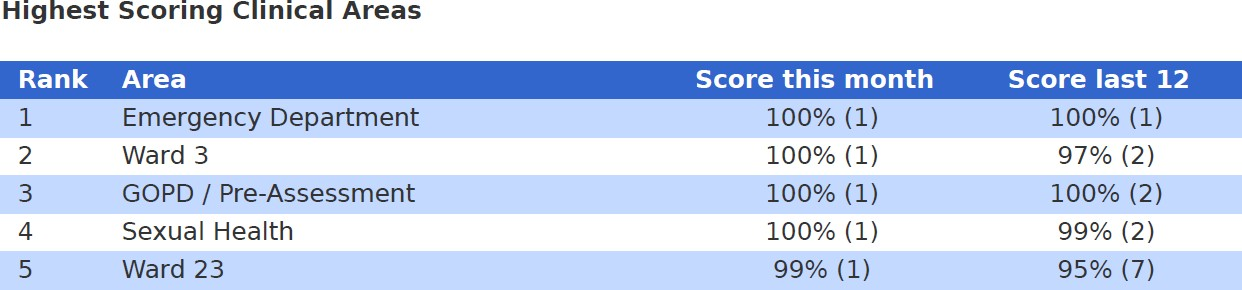 Highest Scoring Clinical Areas
Rank Area Score this month Score last 12
1 Emergency Department 100% (1) 100% (1)
2 Ward 3 100% (1) 97% (2)
3 GOPD / Pre-Assessment 100% (1) 100% (2)
4 Sexual Health 100% (1) 99% (2)
5 Ward 23 99% (1) 95% (7)